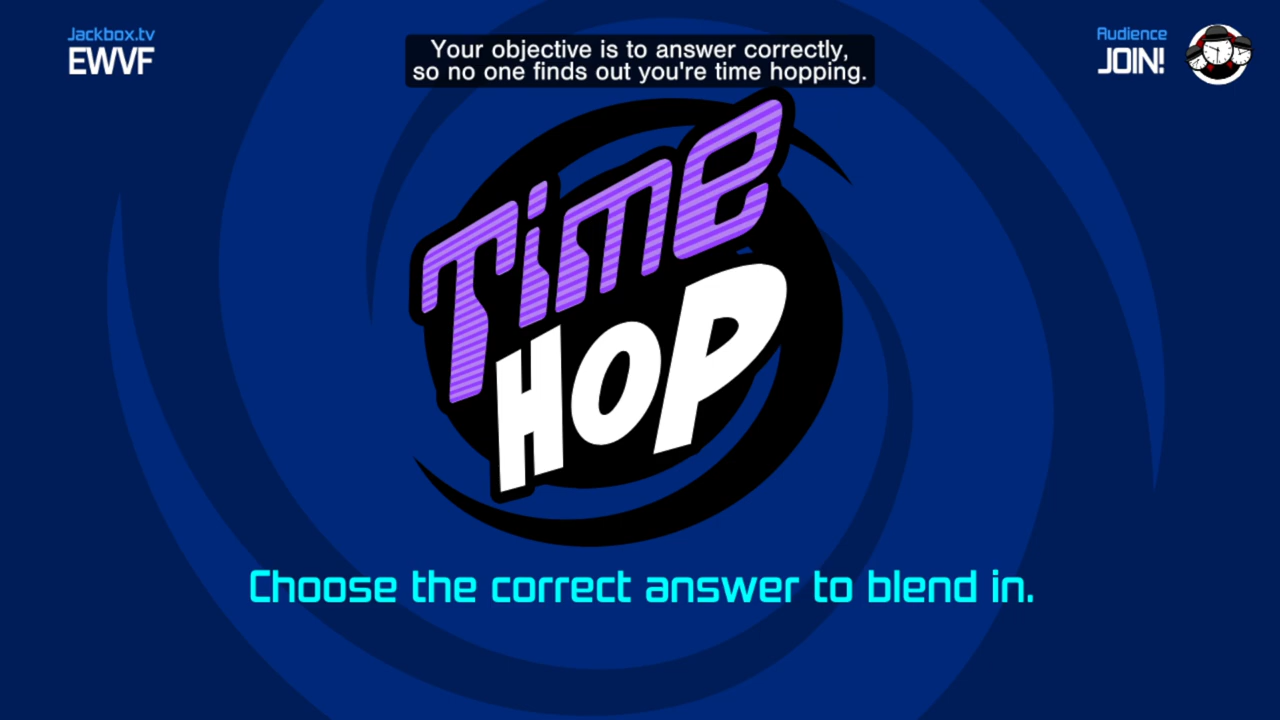 Jackbox.tv
EWVF
Your objective is to answer correctly,
so no one finds out you're time hopping.
Audience
JOIN!
Time
HOP
Choose the correct answer to blend in.